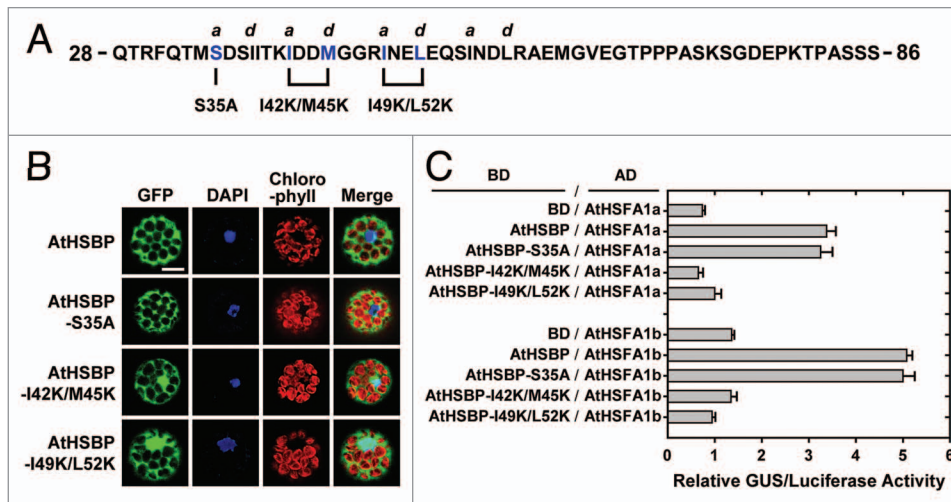 A
a d a d a d a d
28 – QTRFQTMSDSIITKIDDMGGRINELEQSINDLRAEMGVEGTPPPASKSGDEPKTPASSS – 86
S35A I42K/M45K I49K/L52K
B
GFP DAPI Chloro-phyll Merge
AtHSBP
AtHSBP
-S35A
AtHSBP
-I42K/M45K
AtHSBP
-I49K/L52K
C
BD / AD
BD / AtHSFA1a
AtHSBP / AtHSFA1a
AtHSBP-S35A / AtHSFA1a
AtHSBP-I42K/M45K / AtHSFA1a
AtHSBP-I49K/L52K / AtHSFA1a
BD / AtHSFA1b
AtHSBP / AtHSFA1b
AtHSBP-S35A / AtHSFA1b
AtHSBP-I42K/M45K / AtHSFA1b
AtHSBP-I49K/L52K / AtHSFA1b
0 1 2 3 4 5 6
Relative GUS/Luciferase Activity